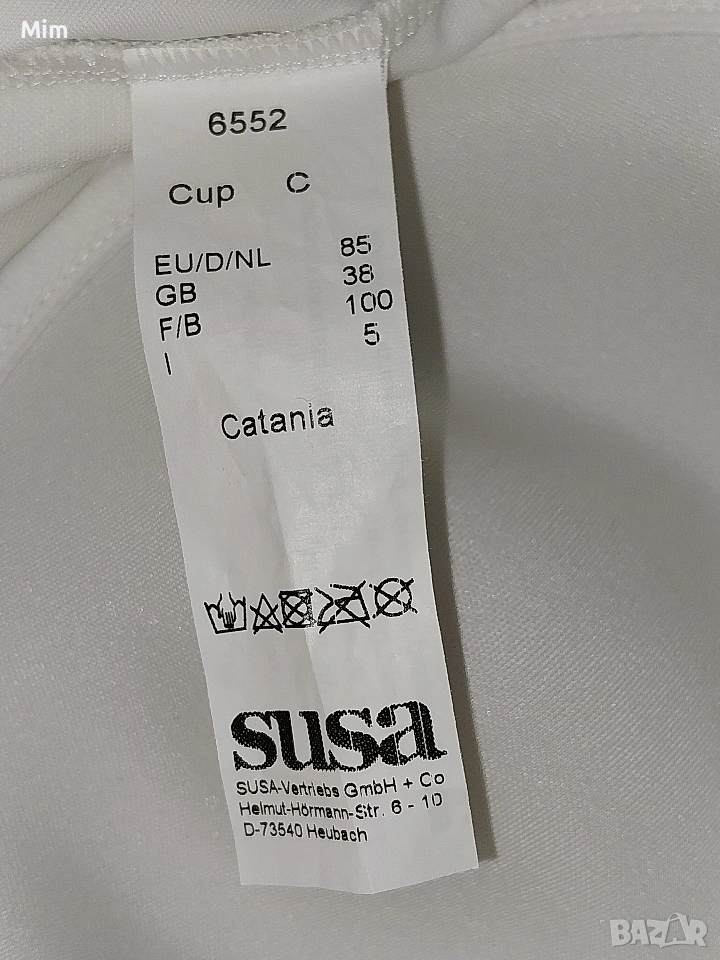 Mim
6552
Cup C
EU/D/NL 85
GB 38
F/B 100
I 5
Catania
susa
SUSA-Vertriebs GmbH + Co
Helmut-Hörmann-Str. 6 - 10
D-73540 Heubach
BAZAR